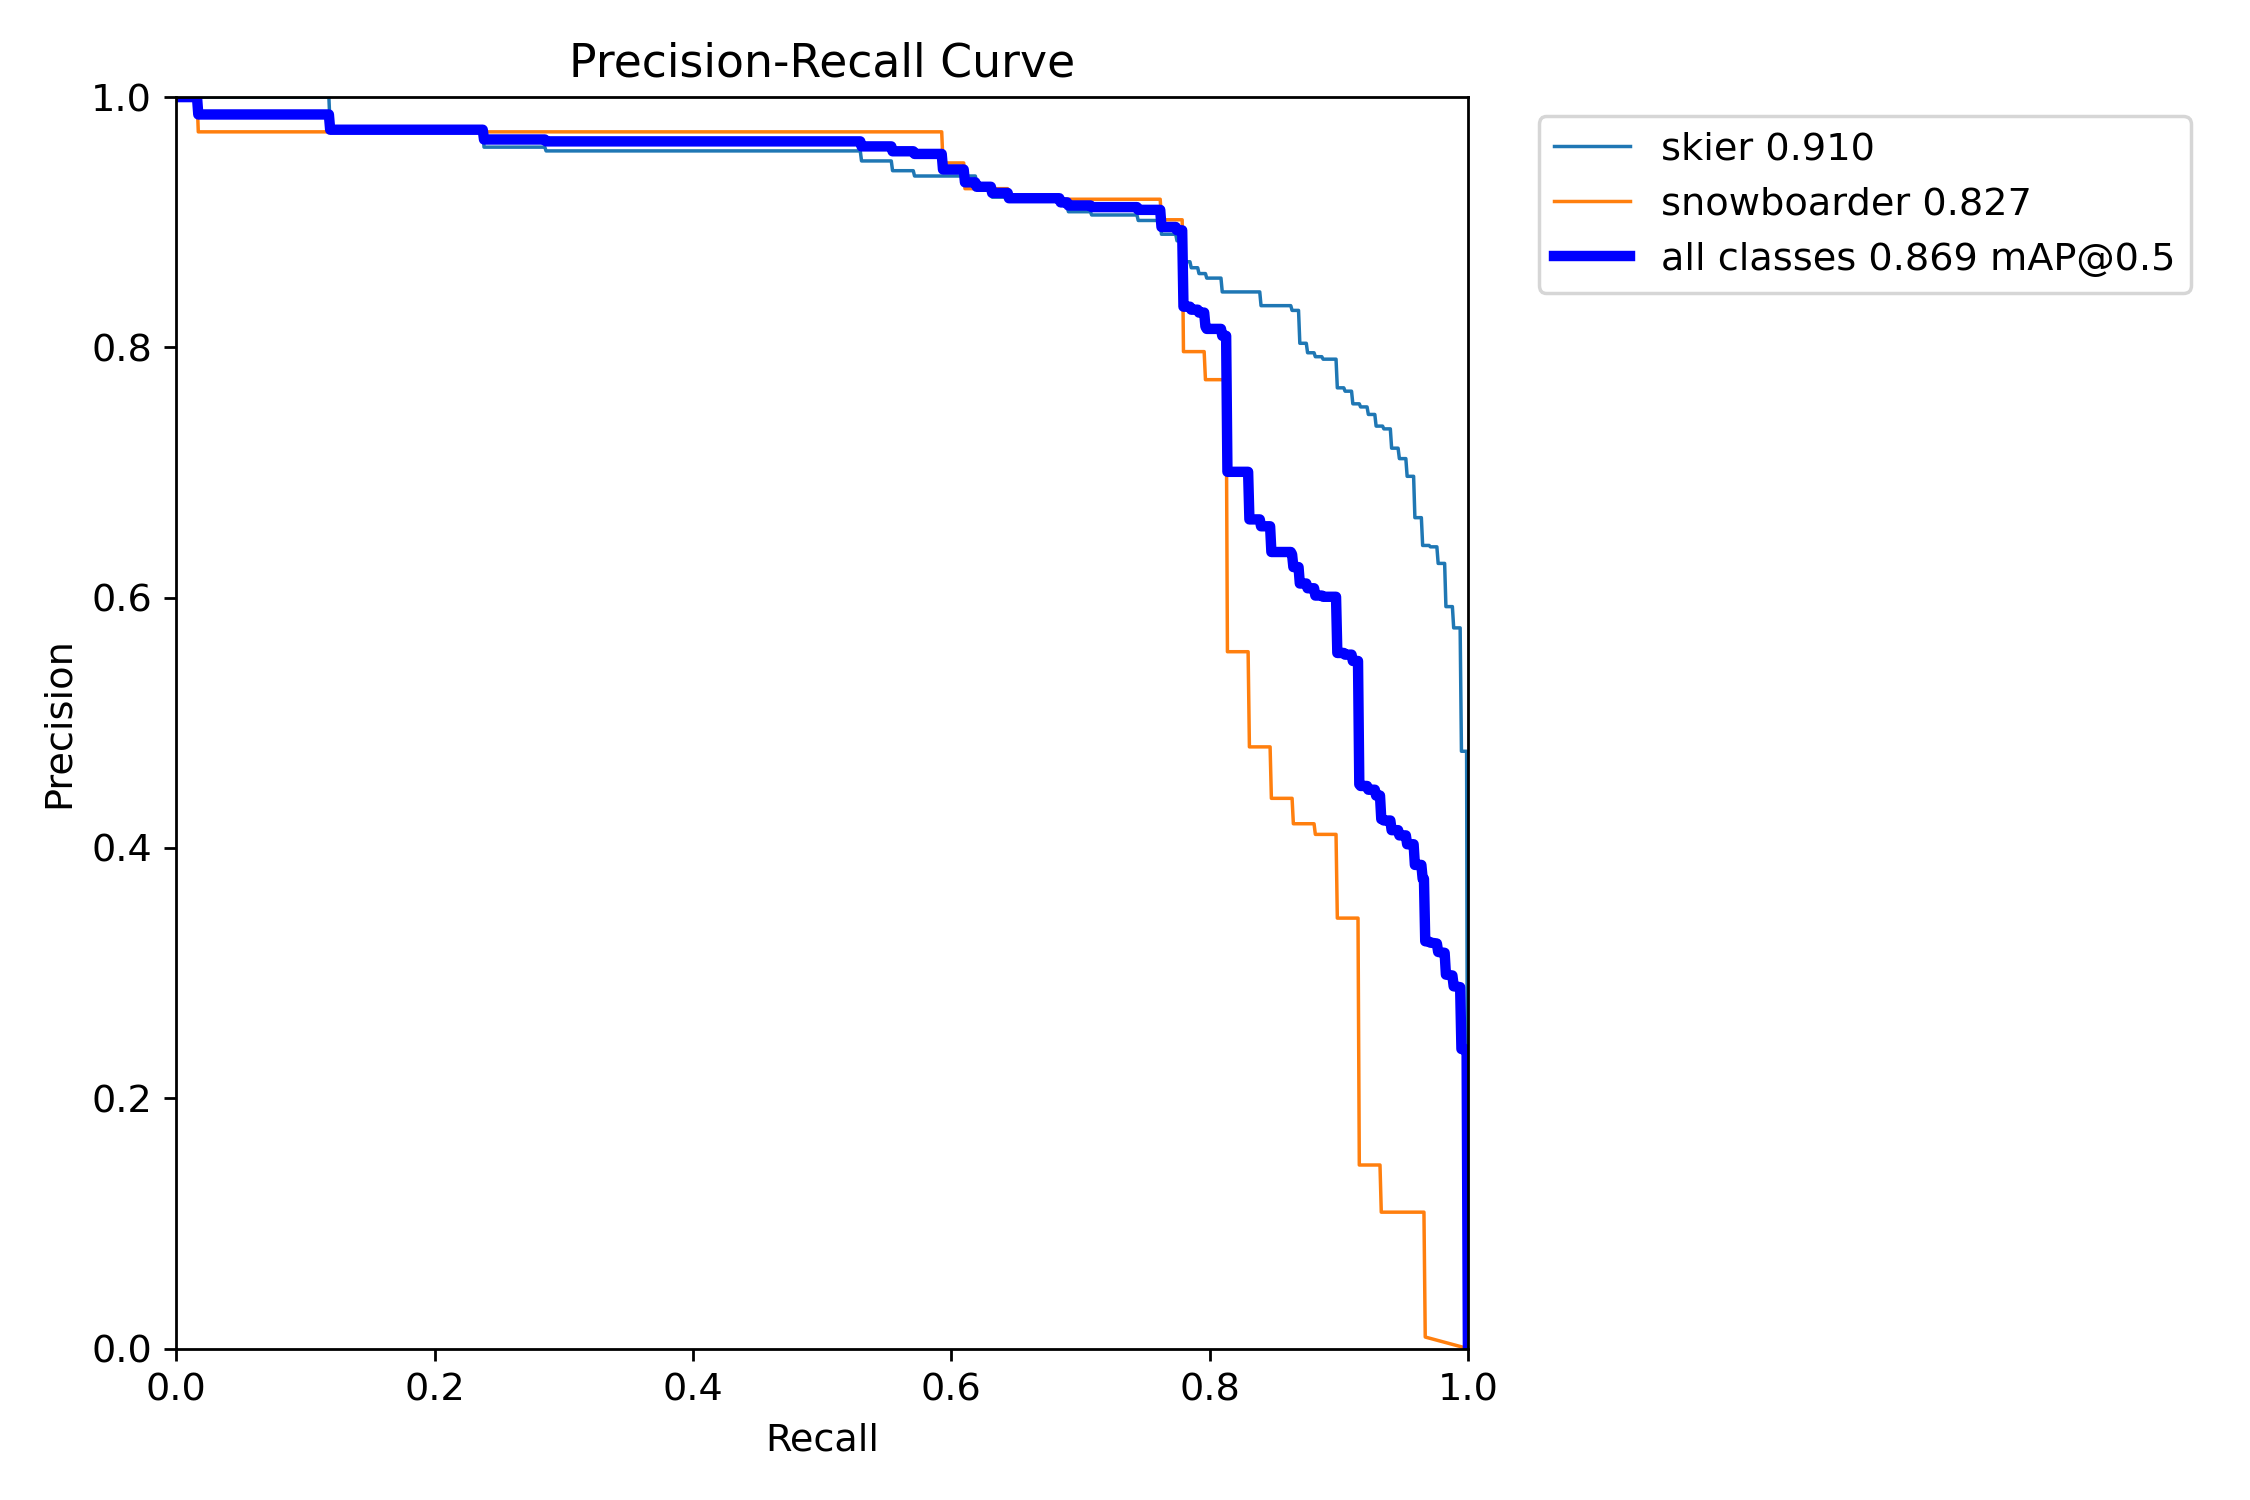 Precision-Recall Curve
1.0
0.8
0.6
0.4
0.2
0.0
Precision
0.0 0.2 0.4 0.6 0.8 1.0
Recall
skier 0.910
snowboarder 0.827
all classes 0.869 mAP@0.5